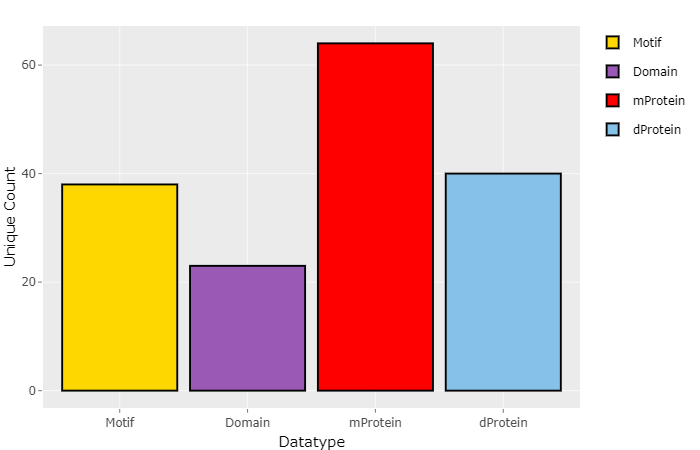 Unique Count
60
40
20
0
Motif
Domain
mProtein
dProtein
Datatype
Motif
Domain
mProtein
dProtein